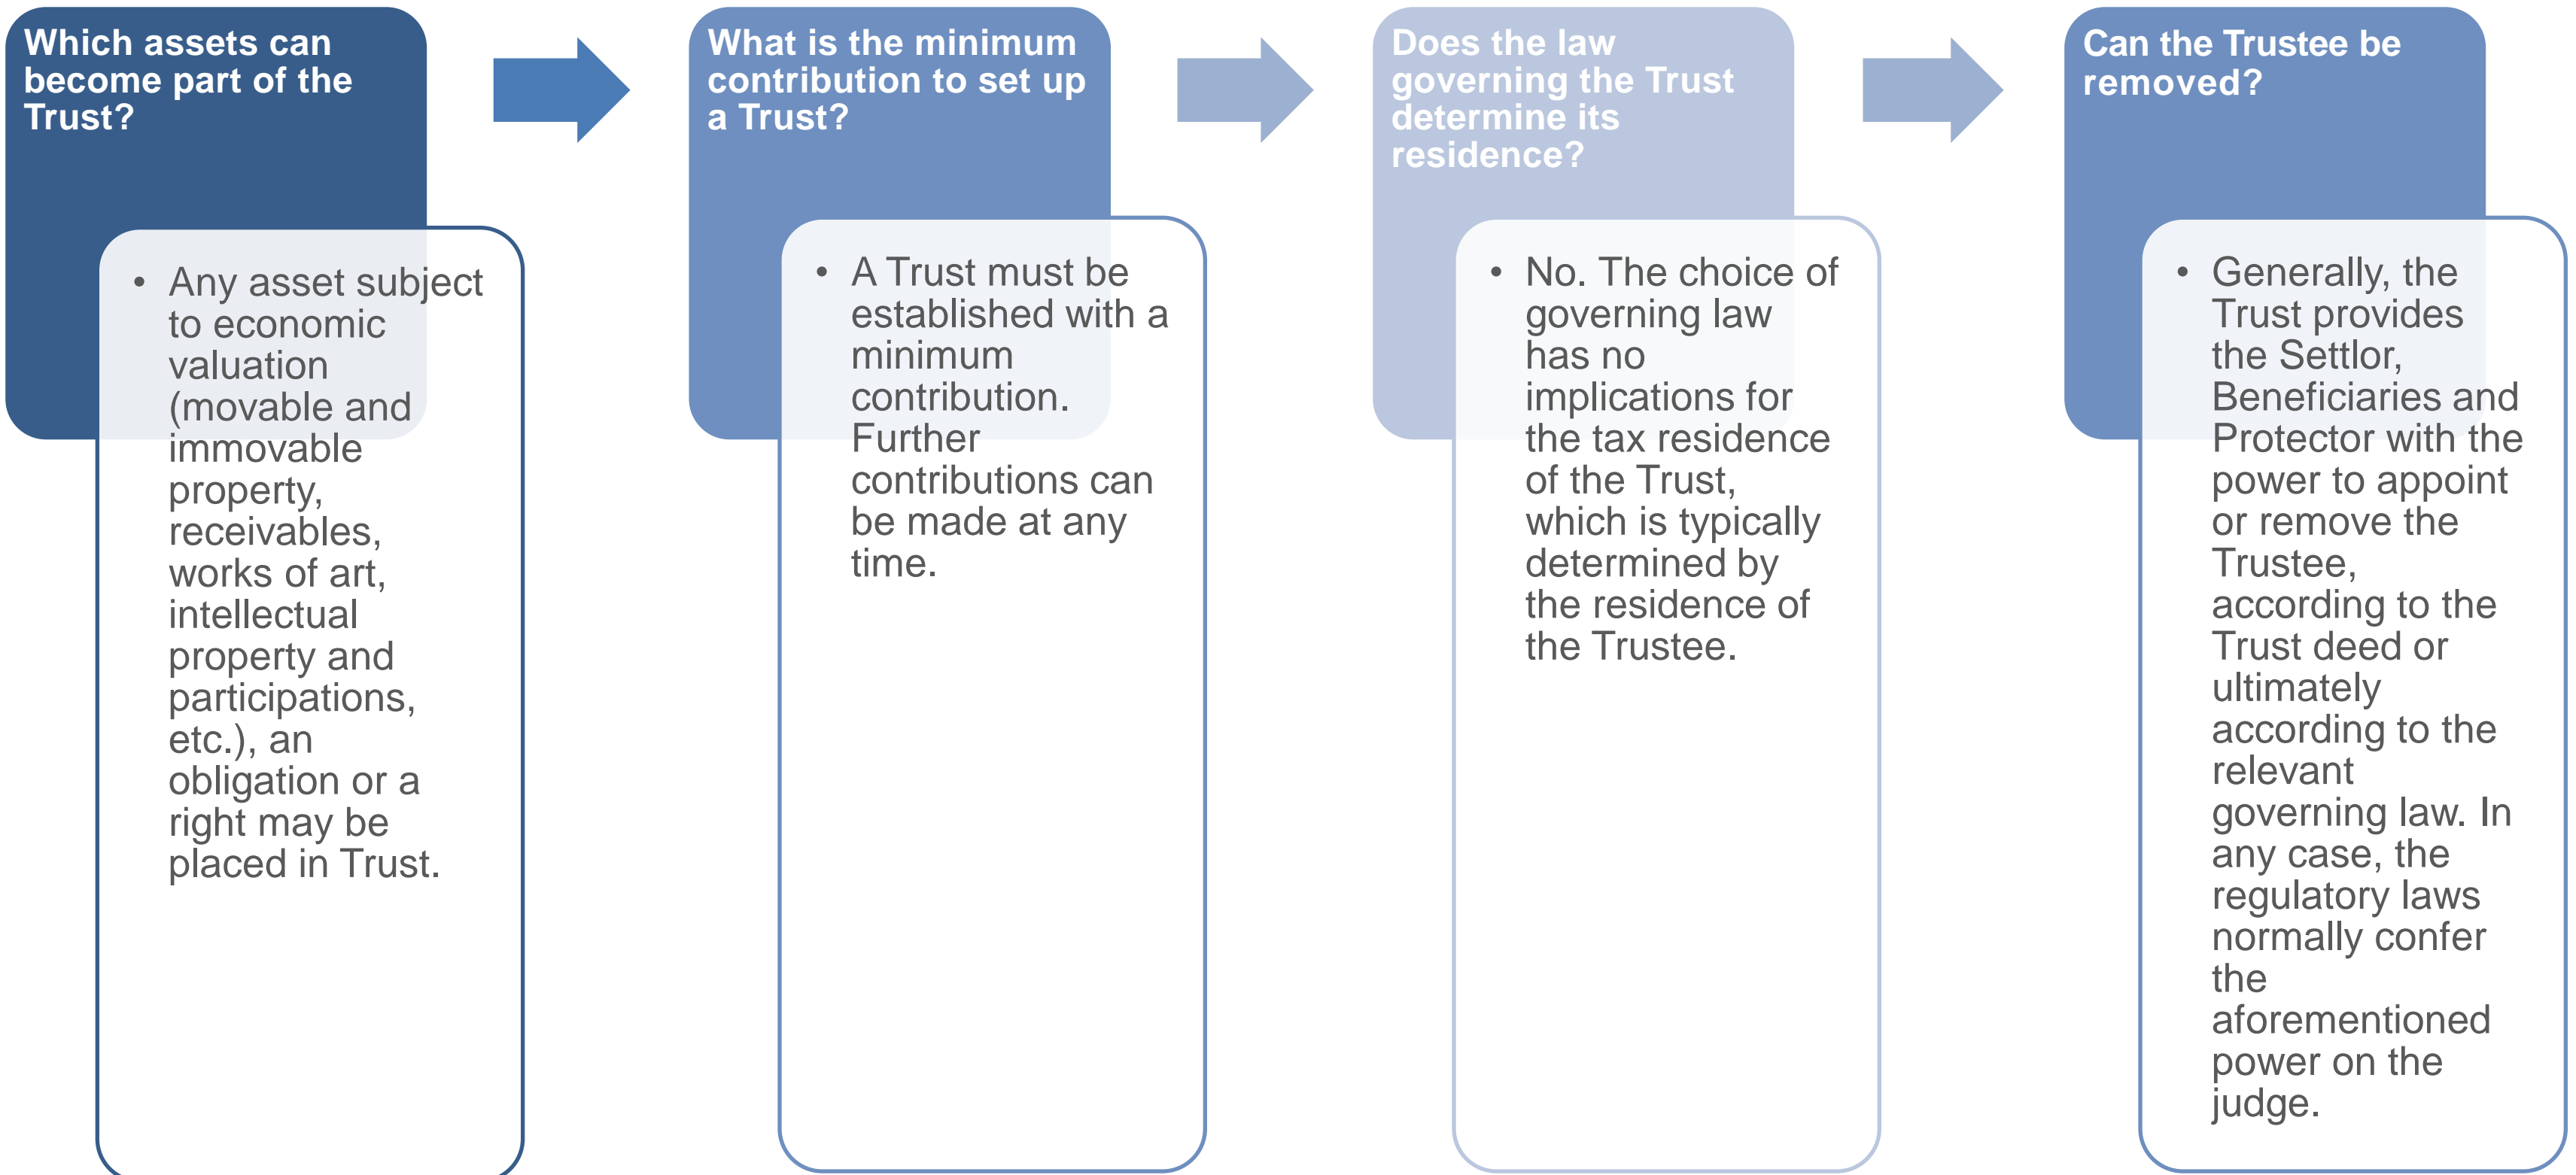 Which assets can
become part of the
Trust?
• Any asset subject
to economic
valuation
(movable and
immovable
property,
receivables,
works of art,
intellectual
property and
participations,
etc.), an
obligation or a
right may be
placed in Trust.
What is the minimum
contribution to set up
a Trust?
• A Trust must be
established with a
minimum
contribution.
Further
contributions can
be made at any
time.
Does the law
governing the Trust
determine its
residence?
• No. The choice of
governing law
has no
implications for
the tax residence
of the Trust,
which is typically
determined by
the residence of
the Trustee.
Can the Trustee be
removed?
• Generally, the
Trust provides
the Settlor,
Beneficiaries and
Protector with the
power to appoint
or remove the
Trustee,
according to the
Trust deed or
ultimately
according to the
relevant
governing law. In
any case, the
regulatory laws
normally confer
the
aforementioned
power on the
judge.